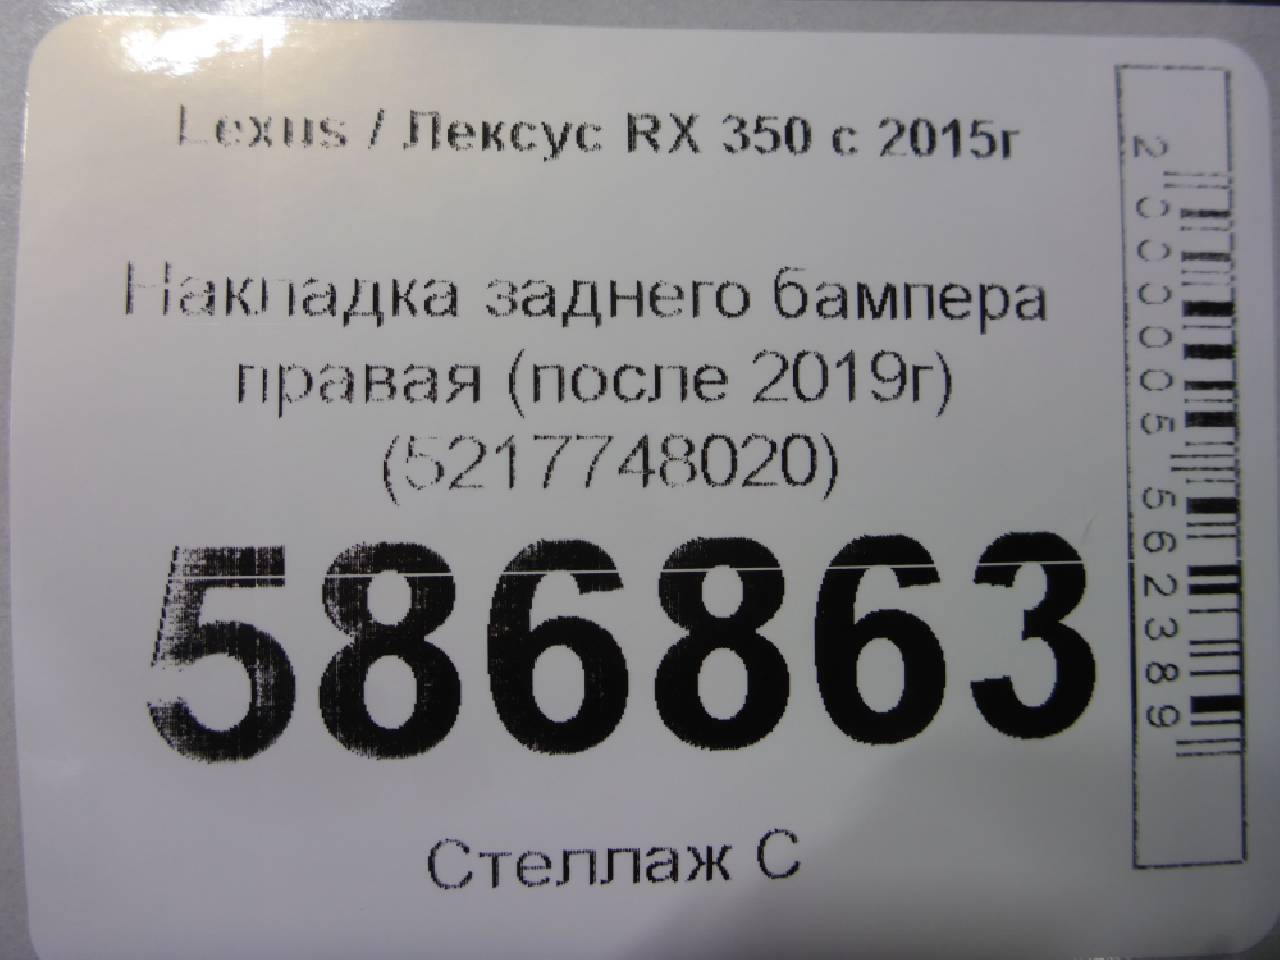 Lexus / Лексус RX 350 с 2015г
Накладка заднего бампера
правая (после 2019г)
(5217748020)
586863
Стеллаж С
2000005562389